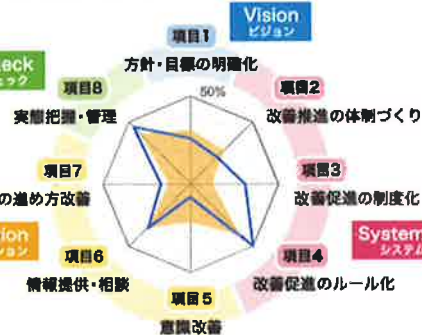 Vision
ビジョン
項目1
方針・目標の明確化
eck
ェック
項目8
実態把握・管理
50%
項目2
改善推進の体制づくり
項目7
の進め方改善
項目3
改善促進の制度化
ion
ション
項目6
情報提供・相談
項目5
意識改善
項目4
改善促進のルール化
System
システム